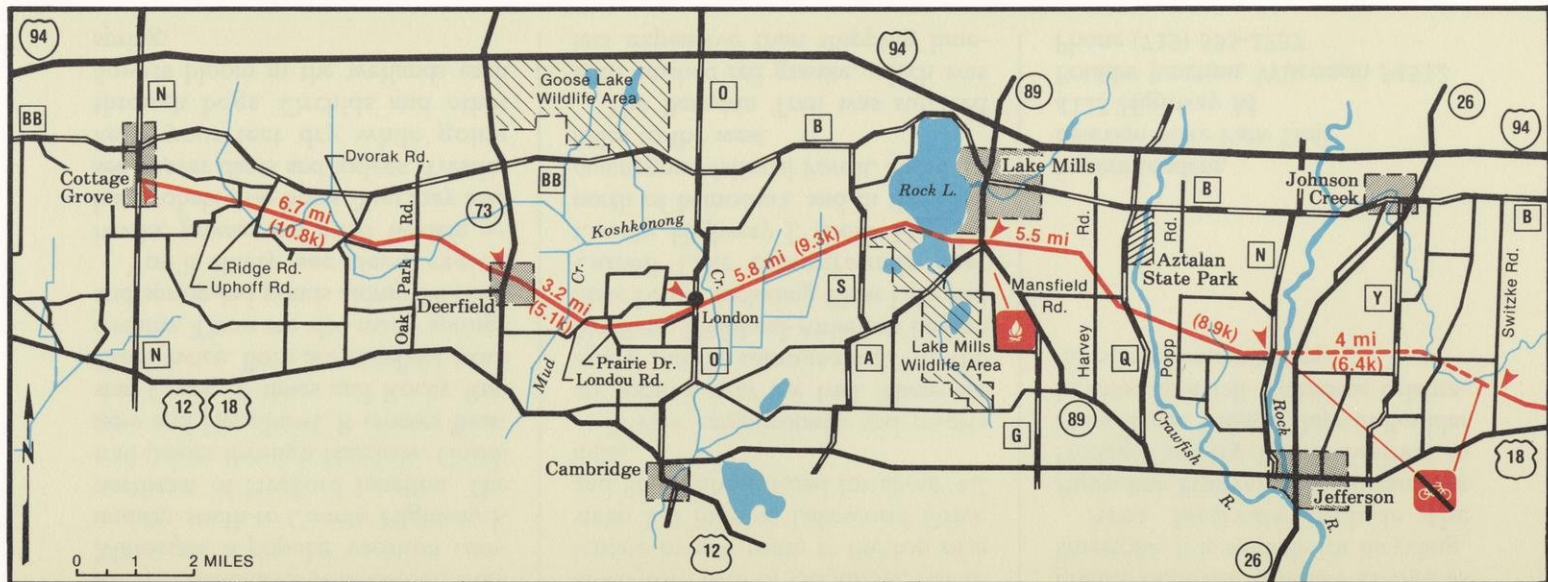 94
N
Goose Lake
Wildlife Area
O
94
89
26
94
BB
Dvorak Rd.
B
Lake Mills
Cottage
Grove
6.7 mi
(10.8k)
73
BB
Rock L.
Rd.
B
Rd.
Johnson
Creek
B
Koshkonong
5.8 mi (9.3k)
5.5 mi
N
Aztalan
State Park
Ridge Rd.
Uphoff Rd.
Oak Park Rd.
Deerfield
3.2 mi
(5.1k)
Cr.
Cr.
S
Mansfield
Rd.
Y
Switzke Rd.
London
N
Mud
Prairie Dr.
Londou Rd.
O
A
Lake Mills
Wildlife Area
Harvey
Q
Popp
(8.9k)
4 mi
(6.4k)
12
18
G
89
Crawfish
R.
Rock
R.
18
N
Cambridge
Jefferson
12
26
0 1 2 MILES